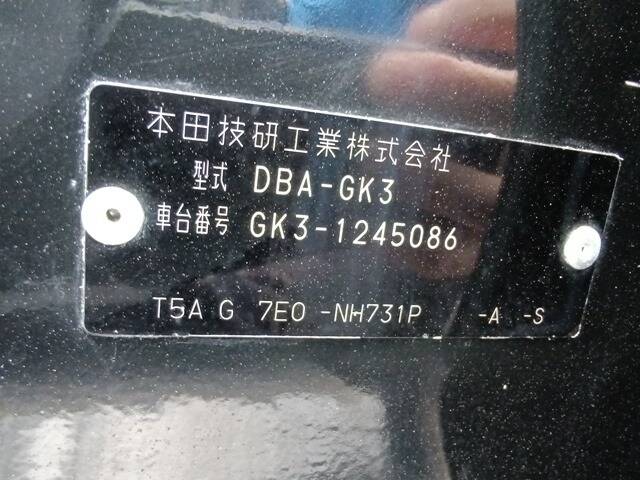 本田技研工業株式会社
型式 DBA-GK3
車台番号 GK3-1245086
T5A G 7E0 -NH731P -A -S